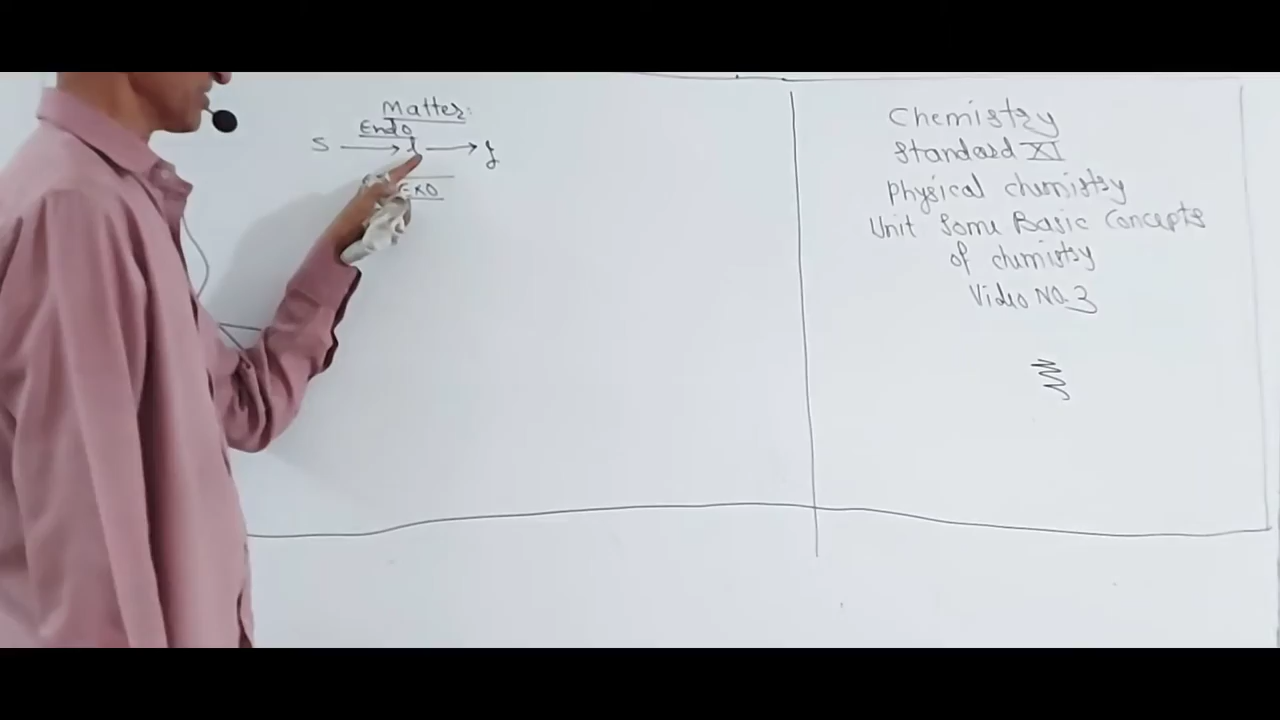 Matter:
Endo
S → l → g
Exo
Chemistry
Standard XI
Physical chemistry
Unit Some Basic Concepts
of chemistry
Video No. 3